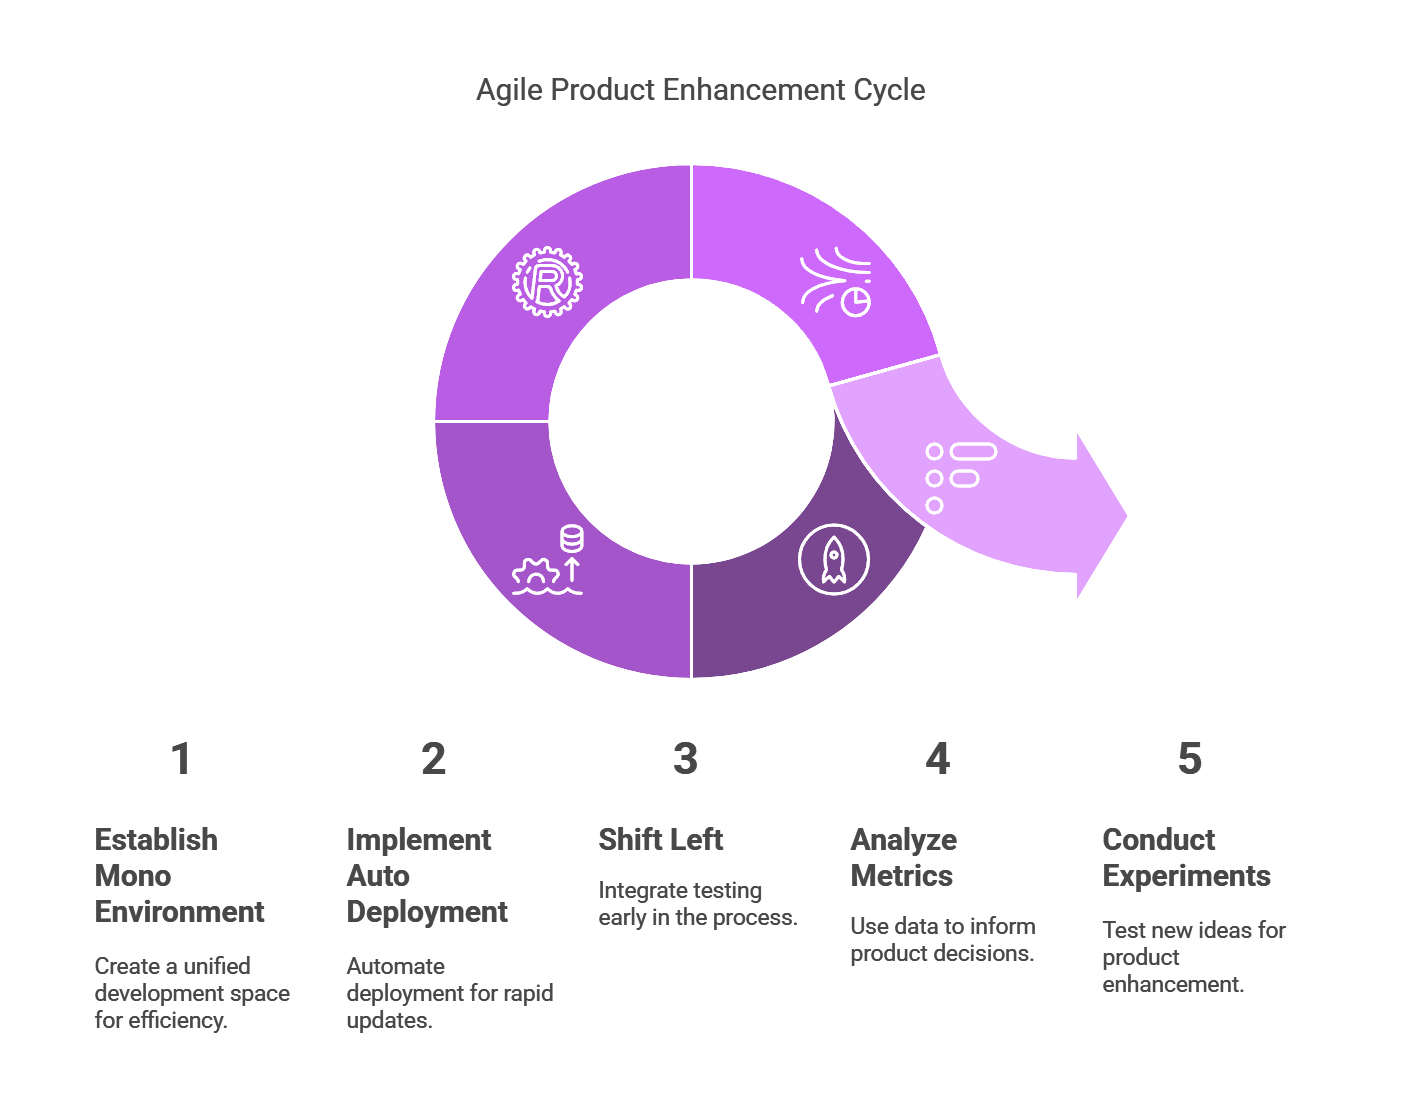 Agile Product Enhancement Cycle
1
Establish
Mono
Environment
Create a unified
development space
for efficiency.
2
Implement
Auto
Deployment
Automate
deployment for rapid
updates.
3
Shift Left
Integrate testing
early in the process.
4
Analyze
Metrics
Use data to inform
product decisions.
5
Conduct
Experiments
Test new ideas for
product
enhancement.